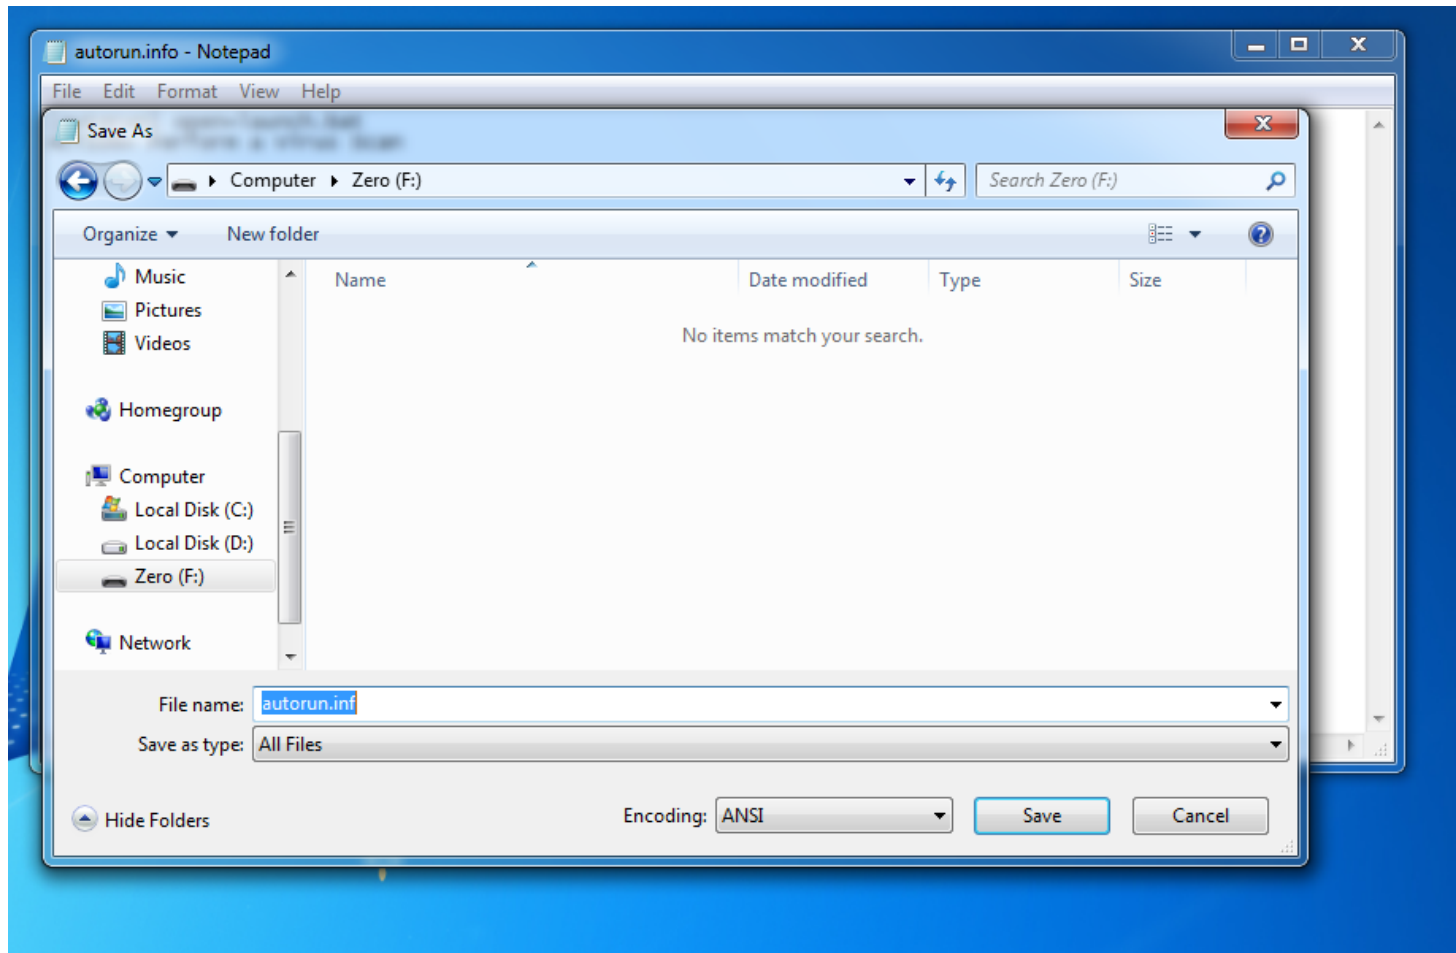 autorun.info - Notepad
File Edit Format View Help
Save As
Computer Zero (F:)
Search Zero (F:)
Organize New folder
Name Date modified Type Size
No items match your search.
Music
Pictures
Videos
Homegroup
Computer
Local Disk (C:)
Local Disk (D:)
Zero (F:)
Network
File name: autorun.inf
Save as type: All Files
Hide Folders
Encoding: ANSI
Save
Cancel